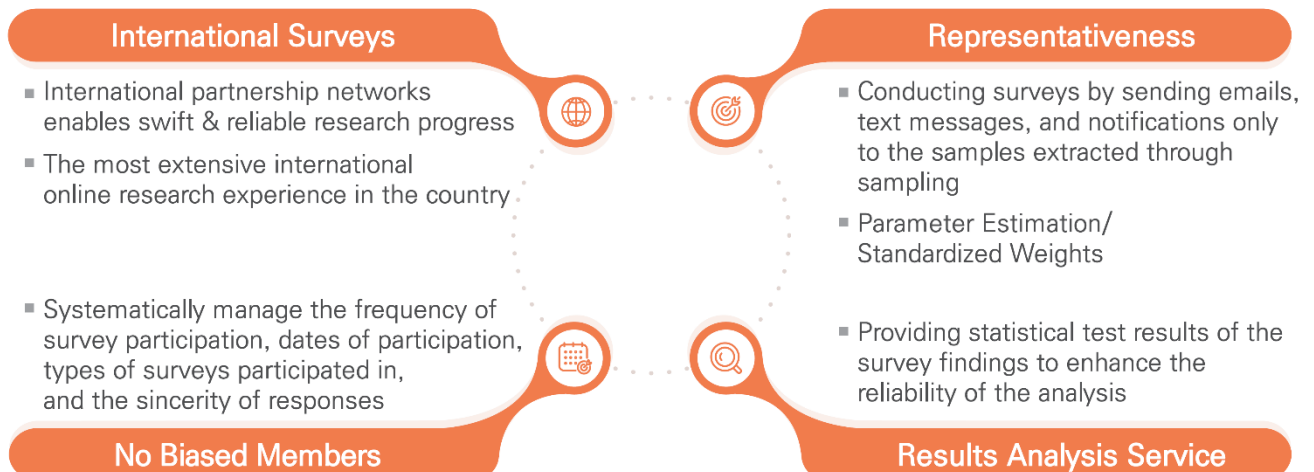 International Surveys
International partnership networks
enables swift & reliable research progress
The most extensive international
online research experience in the country
Representativeness
Conducting surveys by sending emails,
text messages, and notifications only
to the samples extracted through
sampling
Parameter Estimation/
Standardized Weights
Systematically manage the frequency of
survey participation, dates of participation,
types of surveys participated in,
and the sincerity of responses
No Biased Members
Providing statistical test results of the
survey findings to enhance the
reliability of the analysis
Results Analysis Service